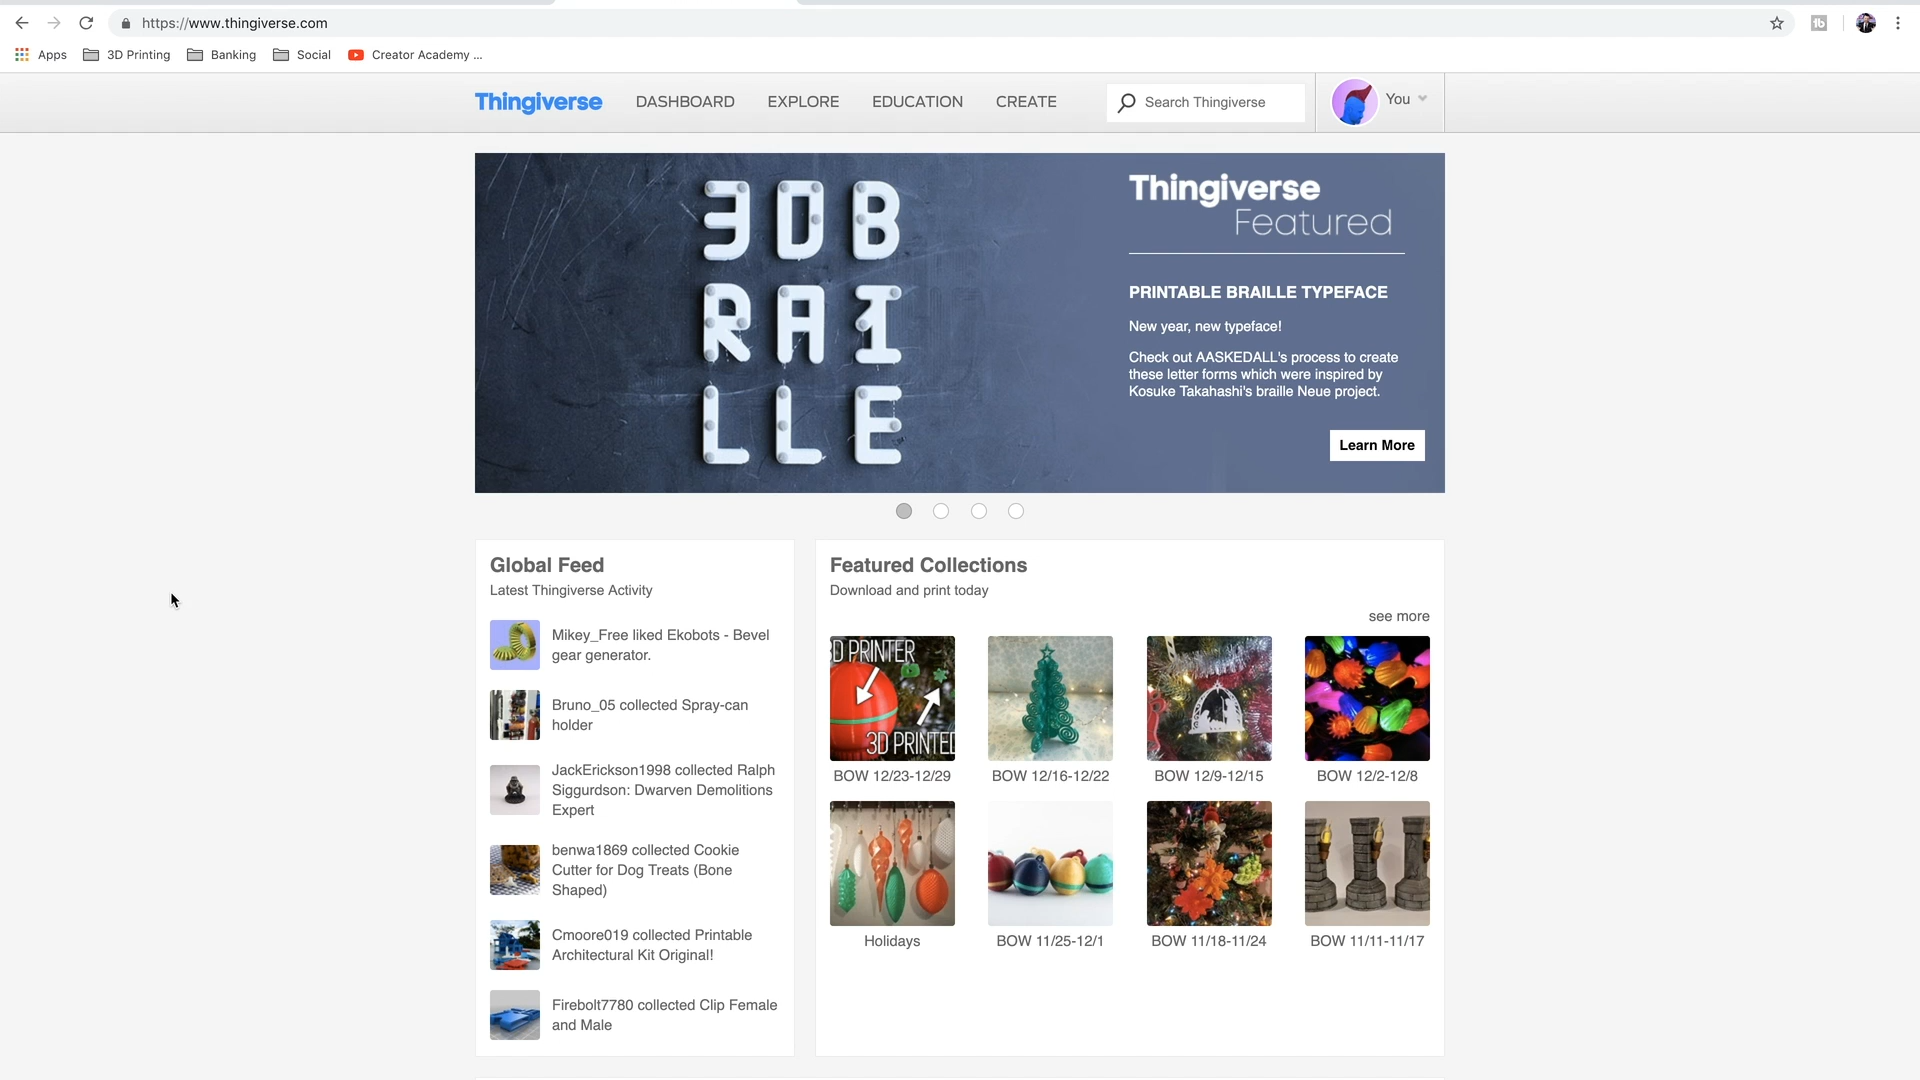 https://www.thingiverse.com
Apps
3D Printing
Banking
Social
Creator Academy ...
Thingiverse
DASHBOARD
EXPLORE
EDUCATION
CREATE
Search Thingiverse
You
3DB
RAI
LLE
Thingiverse
Featured
PRINTABLE BRAILLE TYPEFACE
New year, new typeface!
Check out AASKEDALL's process to create
these letter forms which were inspired by
Kosuke Takahashi's braille Neue project.
Learn More
Global Feed
Latest Thingiverse Activity
Mikey_Free liked Ekobots - Bevel
gear generator.
Bruno_05 collected Spray-can
holder
JackErickson1998 collected Ralph
Siggurdson: Dwarven Demolitions
Expert
benwa1869 collected Cookie
Cutter for Dog Treats (Bone
Shaped)
Cmoore019 collected Printable
Architectural Kit Original!
Firebolt7780 collected Clip Female
and Male
Featured Collections
Download and print today
see more
D PRINTER
3D PRINTED
BOW 12/23-12/29
BOW 12/16-12/22
BOW 12/9-12/15
BOW 12/2-12/8
Holidays
BOW 11/25-12/1
BOW 11/18-11/24
BOW 11/11-11/17